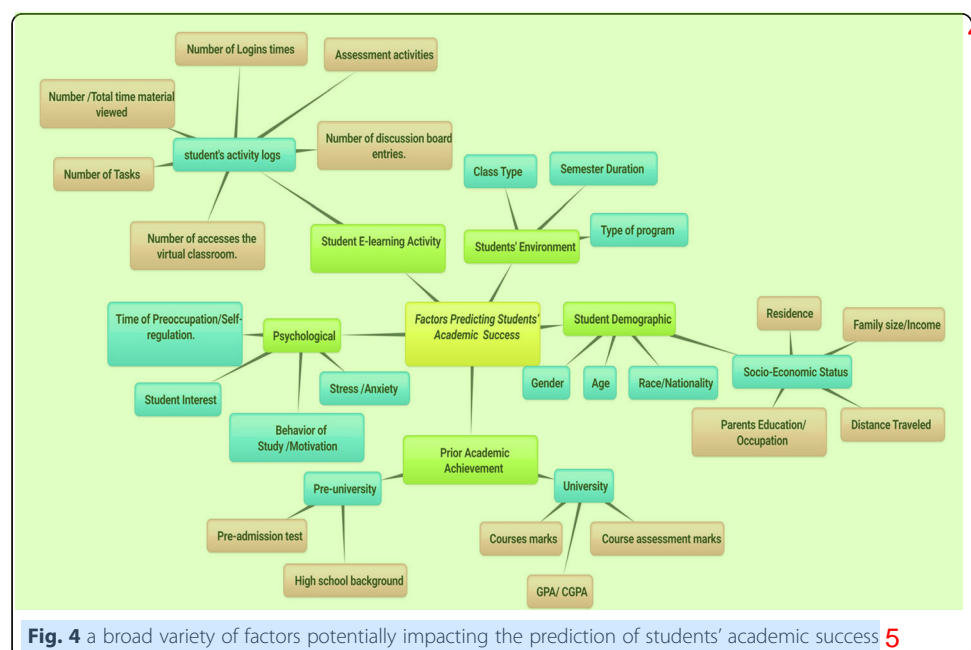 Number of Logins times
Assessment activities
Number /Total time material
viewed
student's activity logs
Number of discussion board
entries.
Number of Tasks
Number of accesses the
virtual classroom.
Student E-learning Activity
Class Type
Semester Duration
Type of program
Students' Environment
Factors Predicting Students'
Academic Success
Time of Preoccupation/Self-
regulation.
Psychological
Student Interest
Stress /Anxiety
Behavior of
Study /Motivation
Student Demographic
Gender
Age
Race/Nationality
Residence
Family size/Income
Socio-Economic Status
Parents Education/
Occupation
Distance Traveled
Prior Academic
Achievement
Pre-university
University
Pre-admission test
High school background
Courses marks
Course assessment marks
GPA/ CGPA
Fig. 4 a broad variety of factors potentially impacting the prediction of students' academic success 5